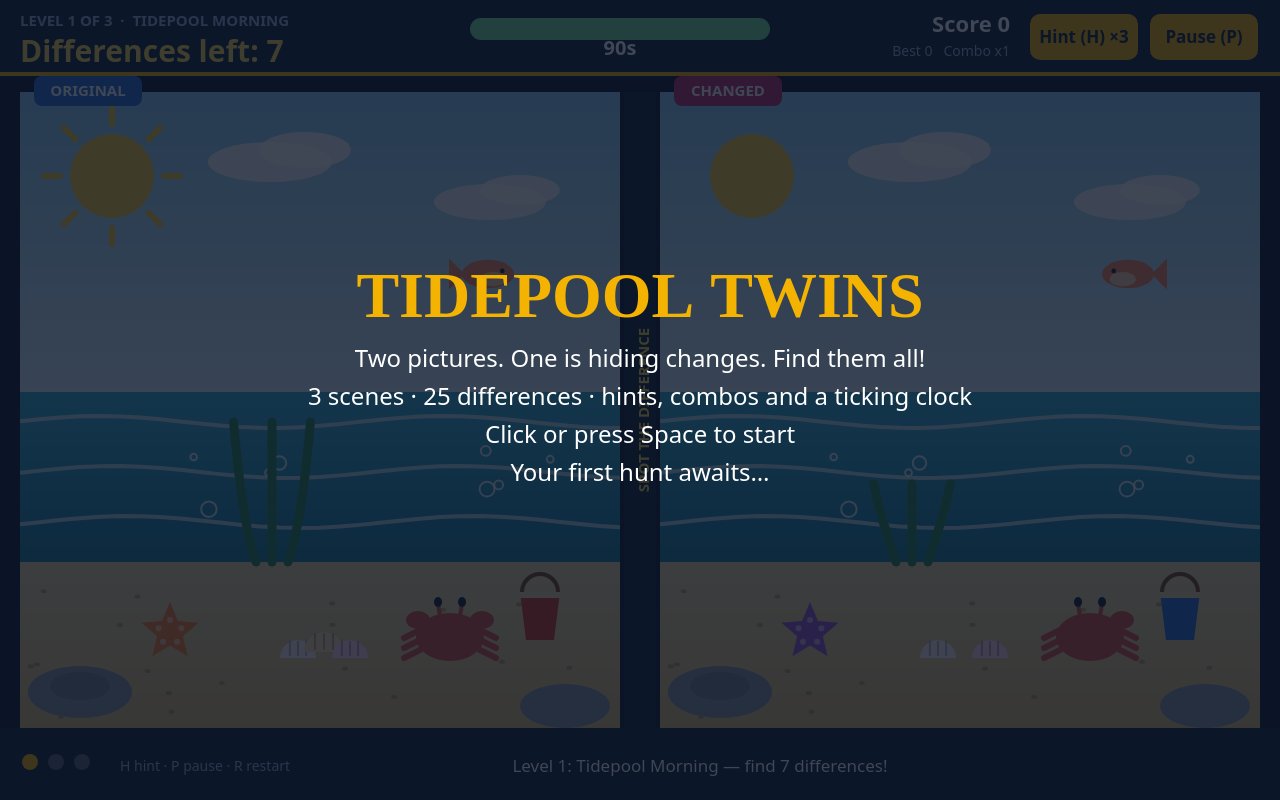 LEVEL 1 OF 3 · TIDEPOOL MORNING
Differences left: 7
90s
Score 0
Best 0 Combo x1
Hint (H) ×3
Pause (P)
ORIGINAL
CHANGED
TIDEPOOL TWINS
Two pictures. One is hiding changes. Find them all!
3 scenes · 25 differences · hints, combos and a ticking clock
Click or press Space to start
Your first hunt awaits...
SPOT THE DIFFERENCE
H hint · P pause · R restart
Level 1: Tidepool Morning — find 7 differences!